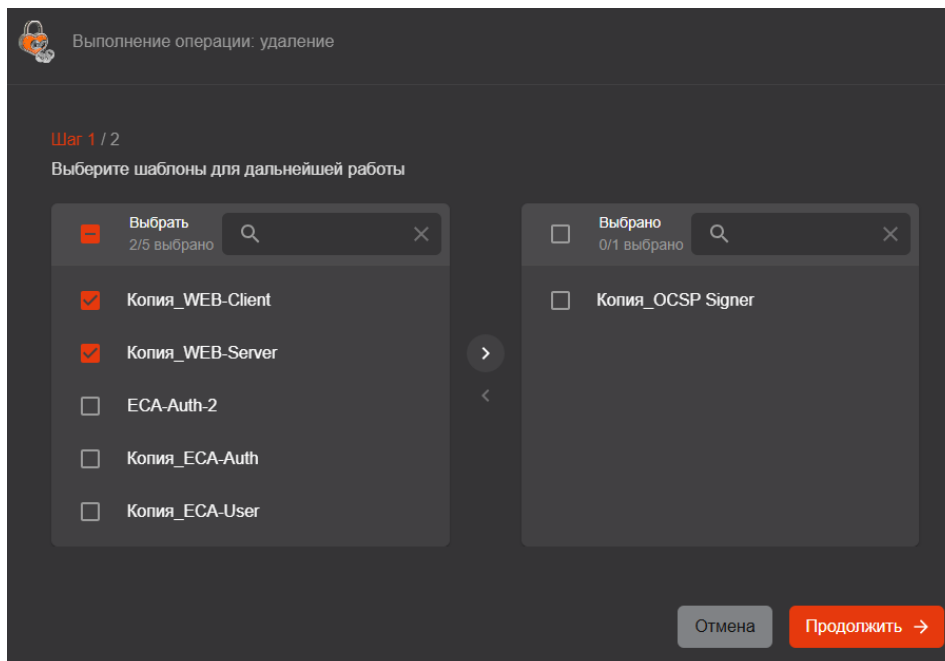 Выполнение операции: удаление
Шаг 1 / 2
Выберите шаблоны для дальнейшей работы
Выбрать
2/5 выбрано
Копия_WEB-Client
Копия_WEB-Server
ECA-Auth-2
Копия_ECA-Auth
Копия_ECA-User
Выбрано
0/1 выбрано
Копия_OCSP Signer
Отмена
Продолжить →